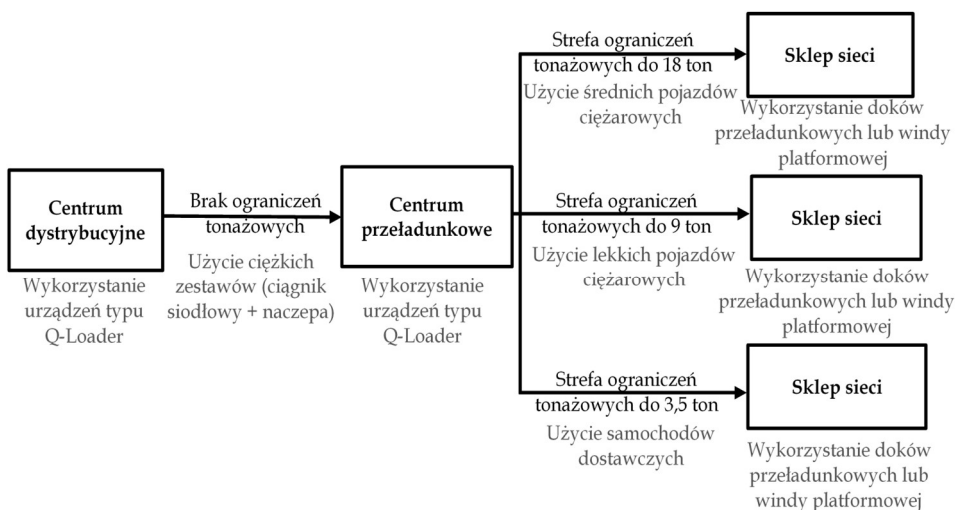 Centrum
dystrybucyjne
Wykorzystanie
urządzeń typu
Q-Loader
Brak ograniczeń
tonażowych
Użycie ciężkich
zestawów (ciągnik
siodłowy + naczepa)
Centrum
przeładunkowe
Wykorzystanie
urządzeń typu
Q-Loader
Strefa ograniczeń
tonażowych do 18 ton
Użycie średnich pojazdów
ciężarowych
Sklep sieci
Wykorzystanie doków
przeładunkowych lub windy
platformowej
Strefa ograniczeń
tonażowych do 9 ton
Użycie lekkich pojazdów
ciężarowych
Sklep sieci
Wykorzystanie doków
przeładunkowych lub windy
platformowej
Strefa ograniczeń
tonażowych do 3,5 ton
Użycie samochodów
dostawczych
Sklep sieci
Wykorzystanie doków
przeładunkowych lub
windy platformowej